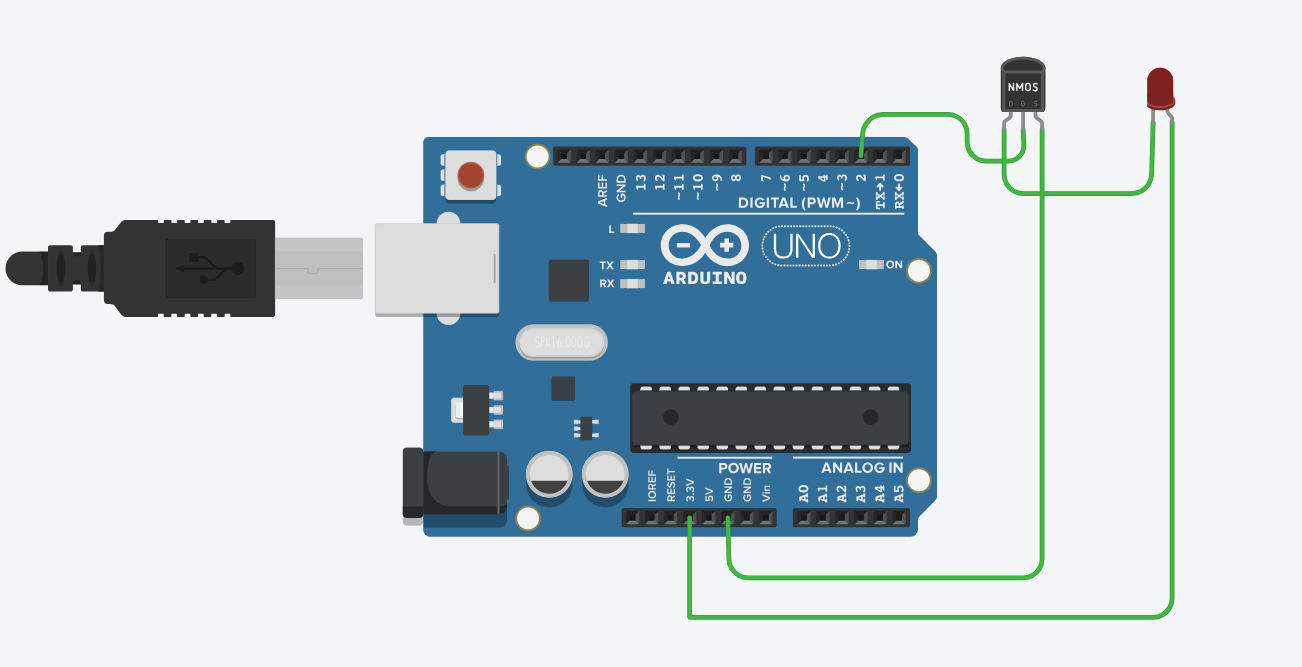 NMOS
D G S
AREF
GND
13
12
~11
~10
~9
8
7
~6
~5
4
~3
2
TX→1
RX←0
DIGITAL (PWM~)
L
TX
RX
UNO
ARDUINO
ON
SPK16.000G
POWER
ANALOG IN
IOREF
RESET
3.3V
5V
GND
GND
Vin
A0
A1
A2
A3
A4
A5